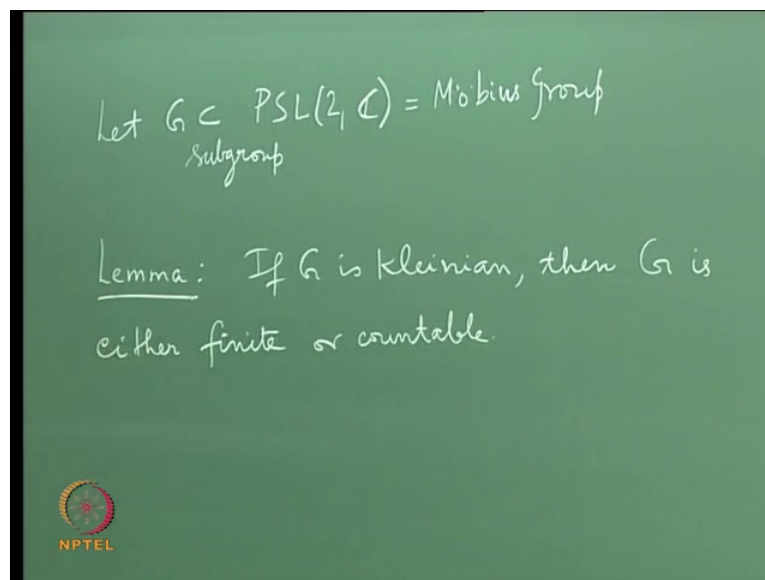 Let G ⊂ PSL(2, ℂ) = Möbius Group
subgroup
Lemma: If G is Kleinian, then G is
either finite or countable.
NPTEL